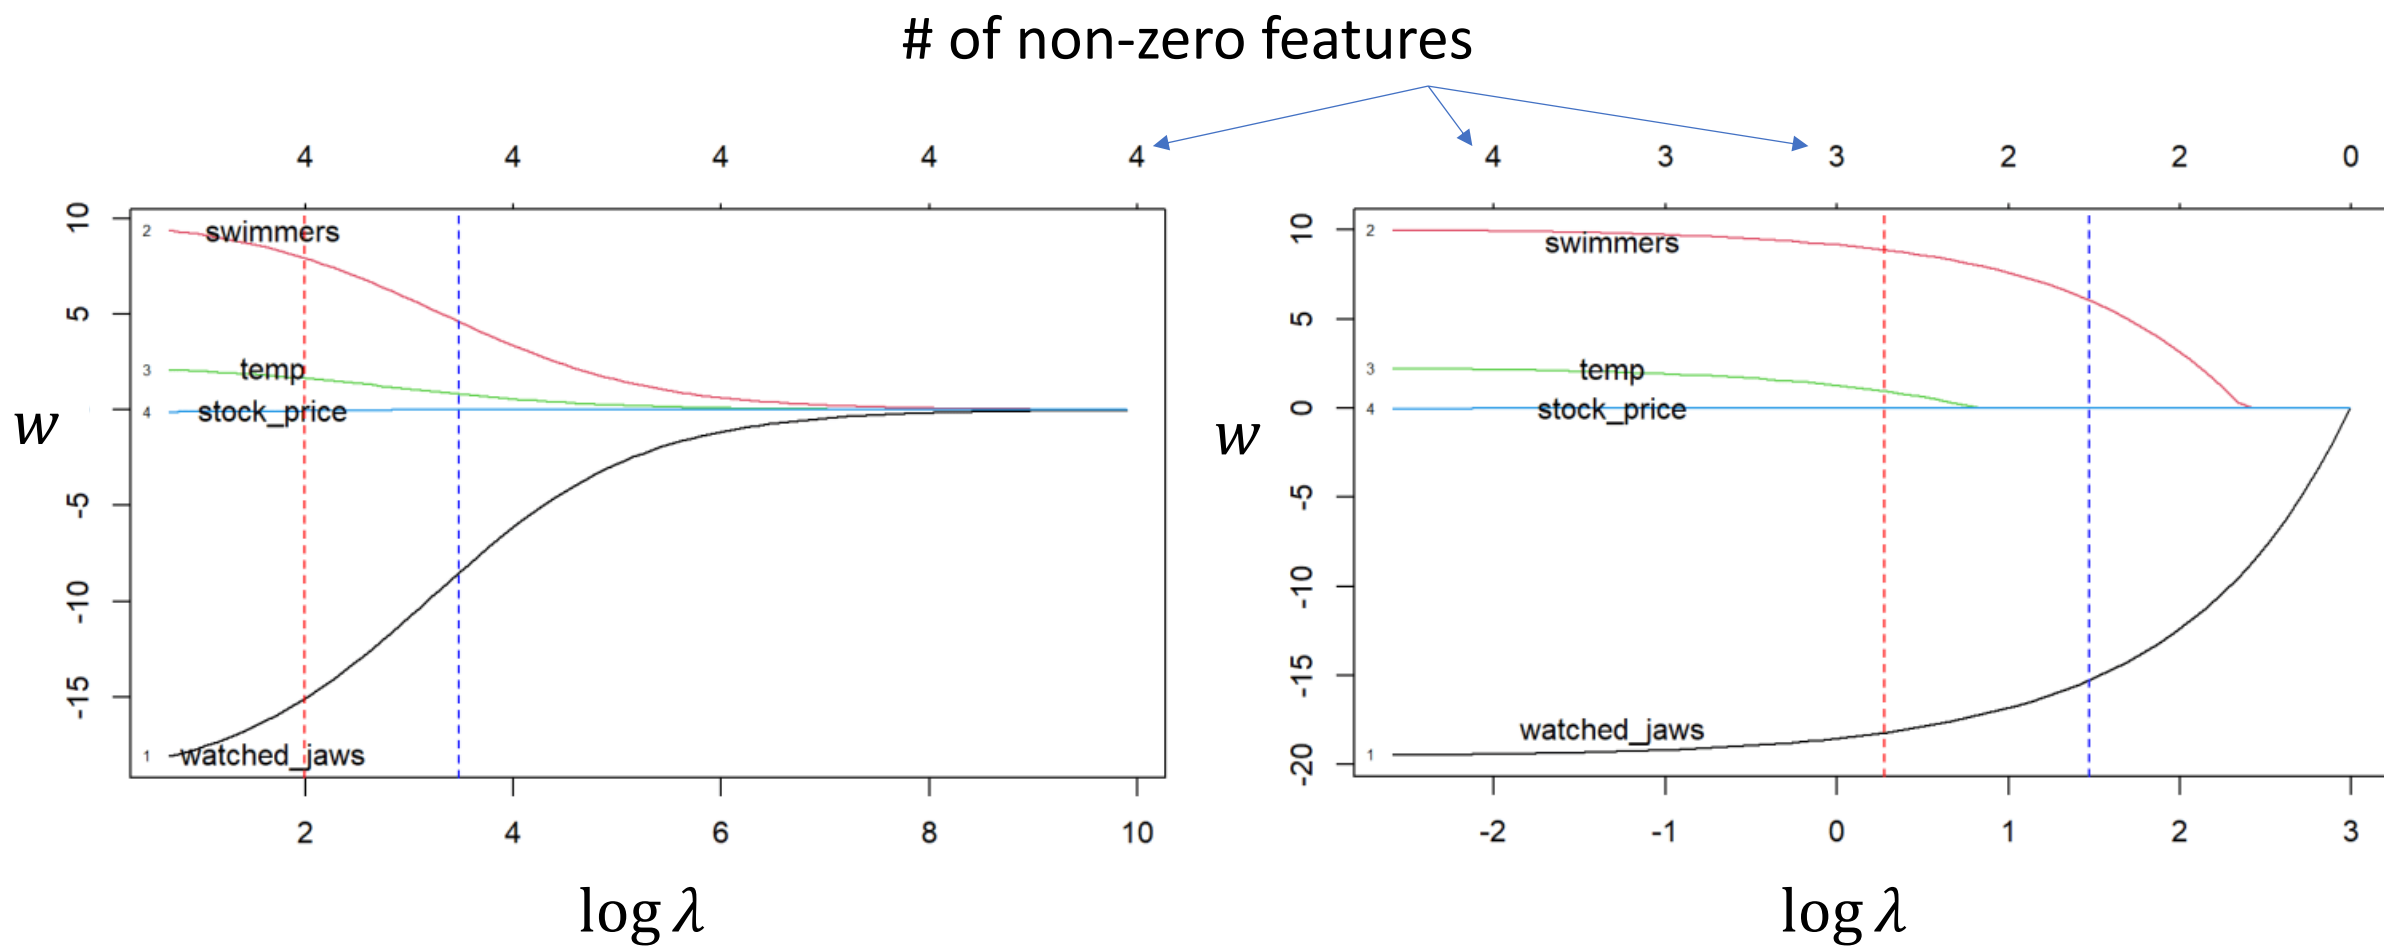 # of non-zero features
4 4 4 4 4
10
5
0
-5
-10
-15
w
2 swimmers
3 temp
4 stock_price
1 watched_jaws
2 4 6 8 10
log λ
4 3 3 2 2 0
10
5
0
-5
-10
-15
-20
w
2 swimmers
3 temp
4 stock_price
1 watched_jaws
-2 -1 0 1 2 3
log λ